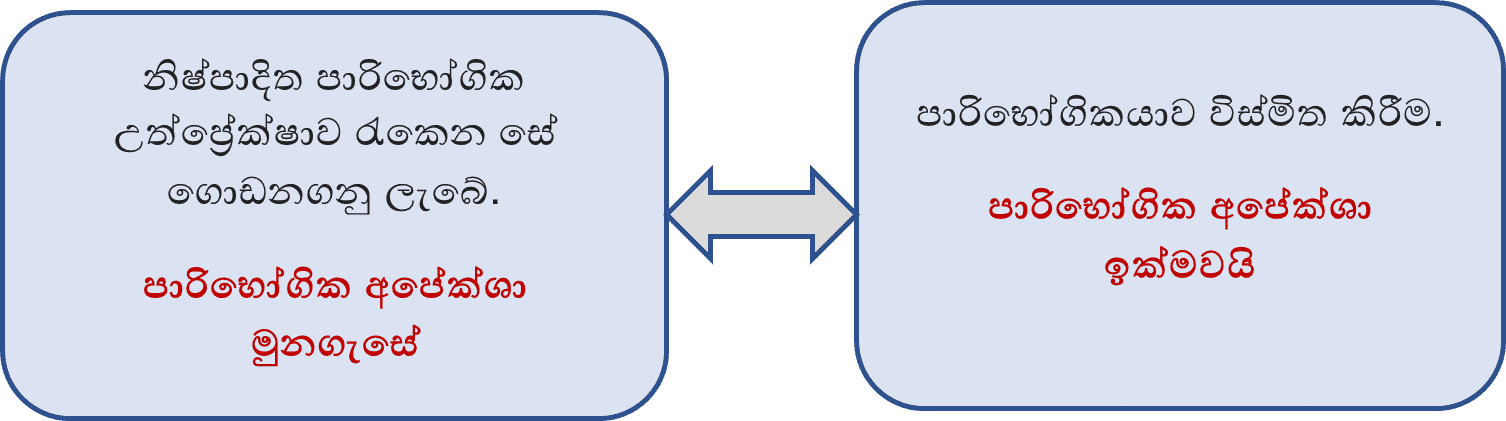 නිෂ්පාදිත පාරිභෝගික
උත්ප්‍රේක්ෂාව රැකෙන සේ
ගොඩනගනු ලැබේ.
පාරිභෝගික අපේක්ශා
මුනගැසේ
පාරිභෝගිකයාව විස්මිත කිරීම.
පාරිභෝගික අපේක්ශා
ඉක්මවයි